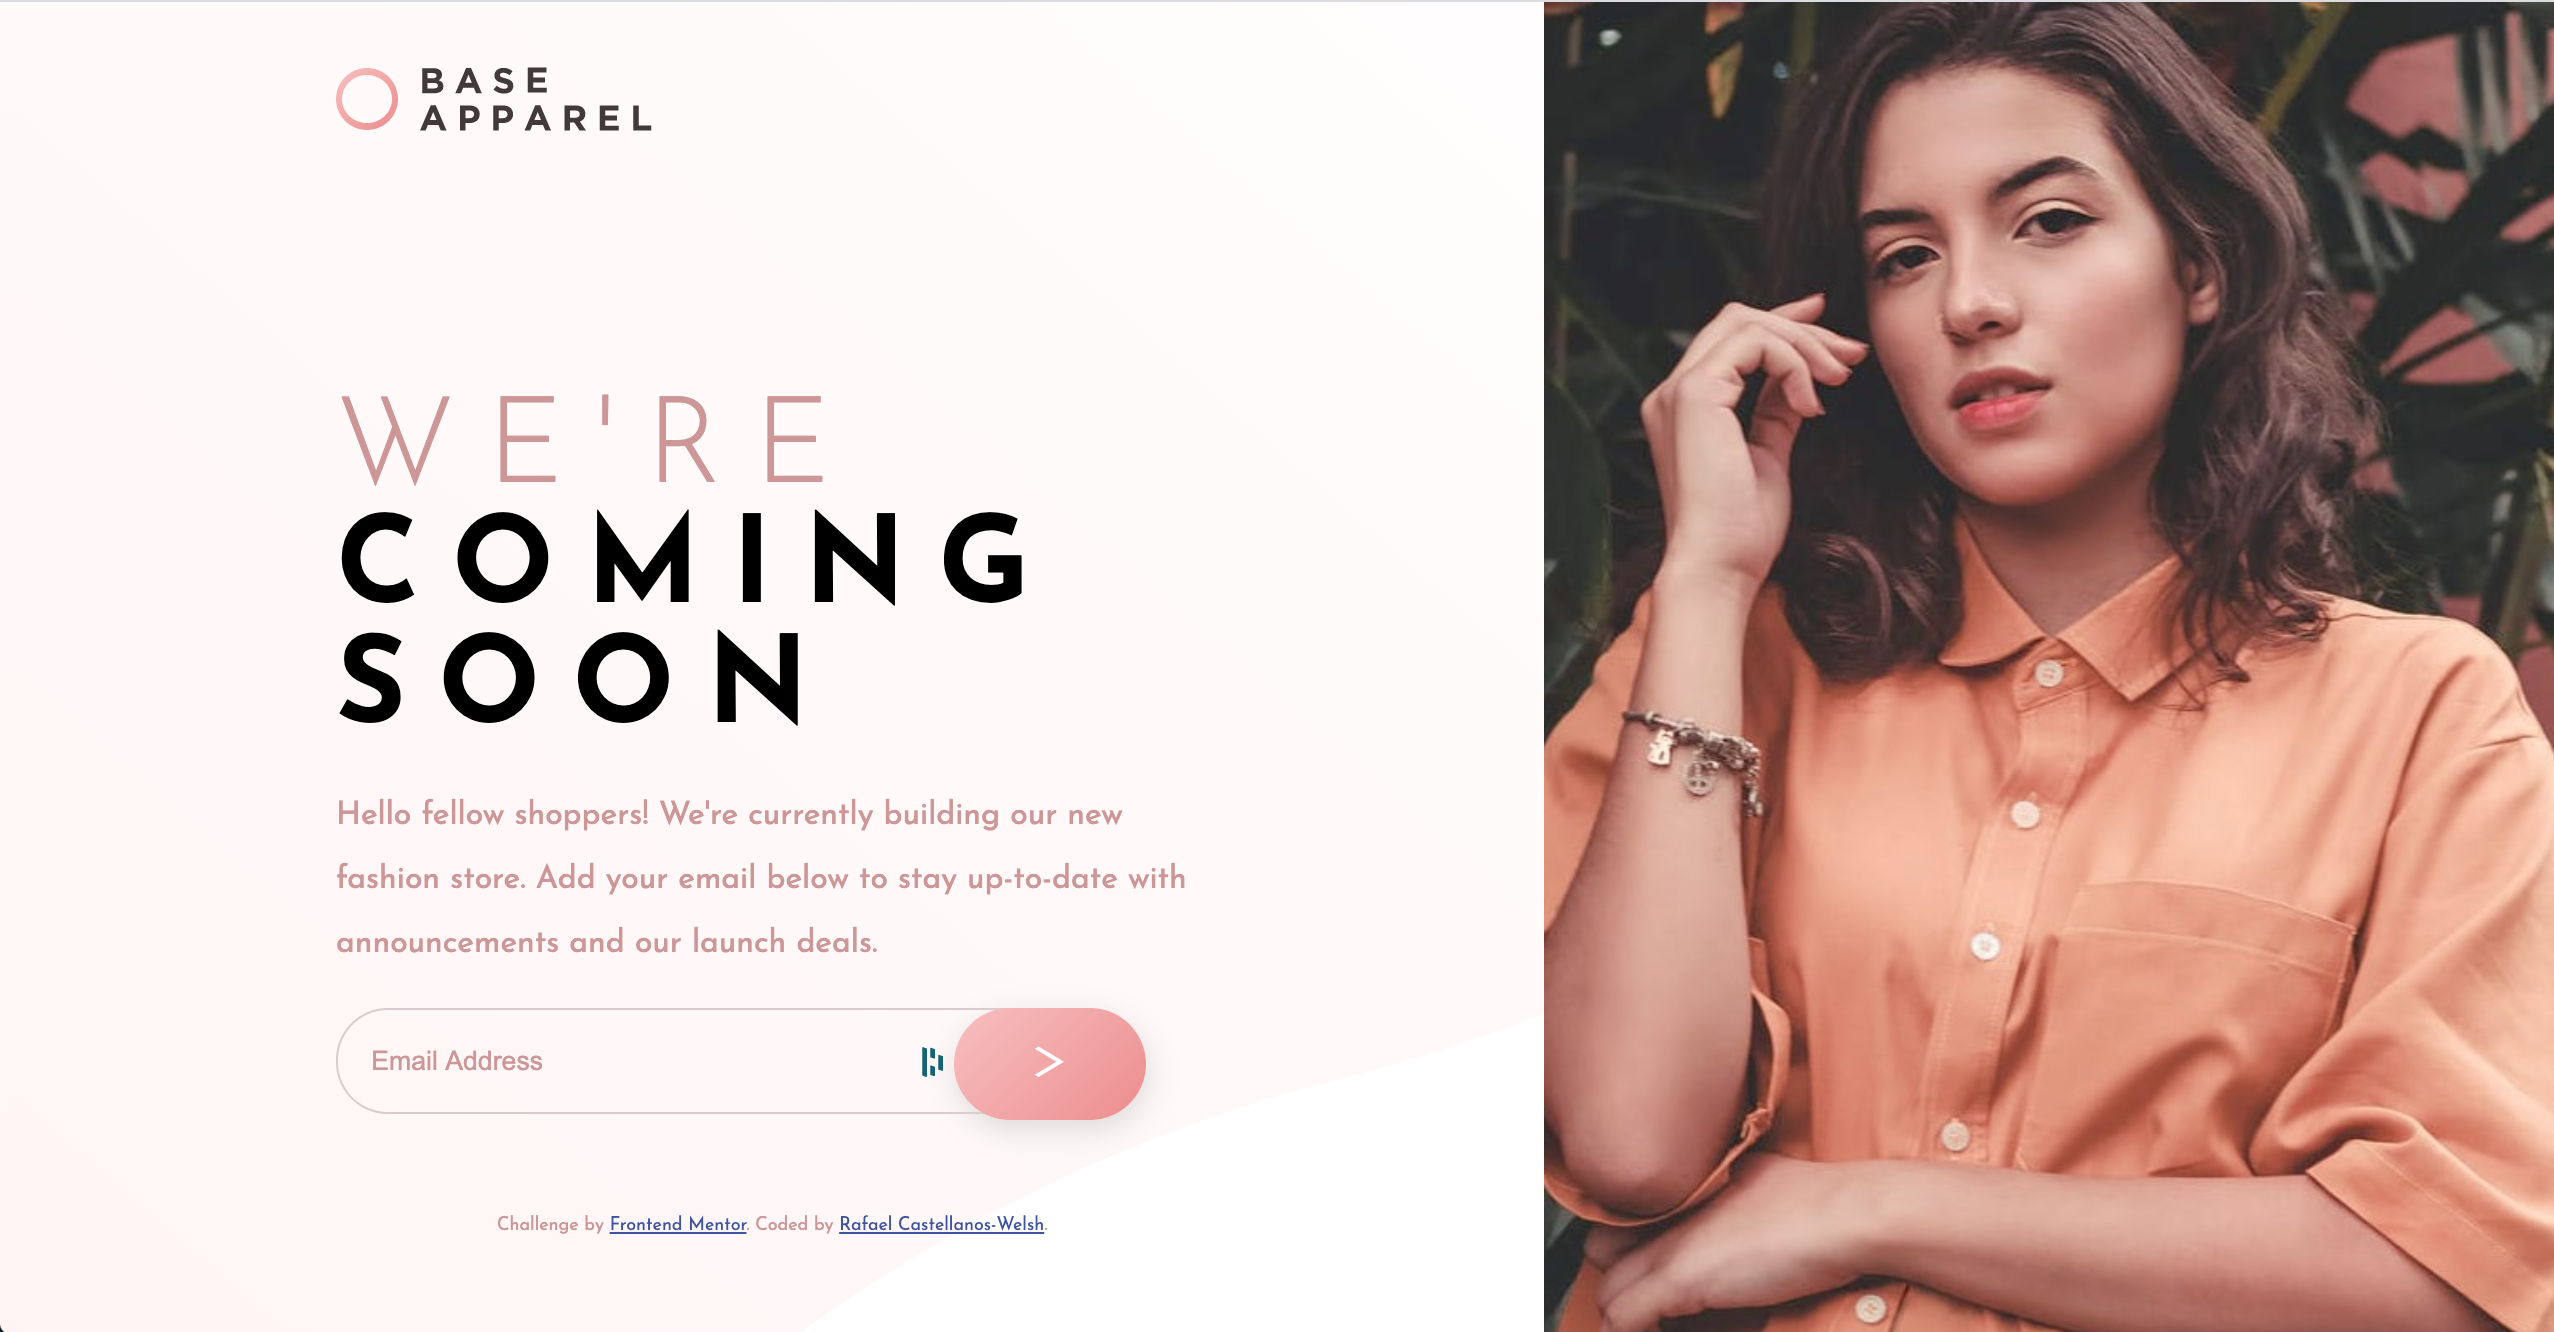 BASE
APPAREL
WE'RE
COMING
SOON
Hello fellow shoppers! We're currently building our new
fashion store. Add your email below to stay up-to-date with
announcements and our launch deals.
Email Address
Challenge by Frontend Mentor. Coded by Rafael Castellanos-Welsh.